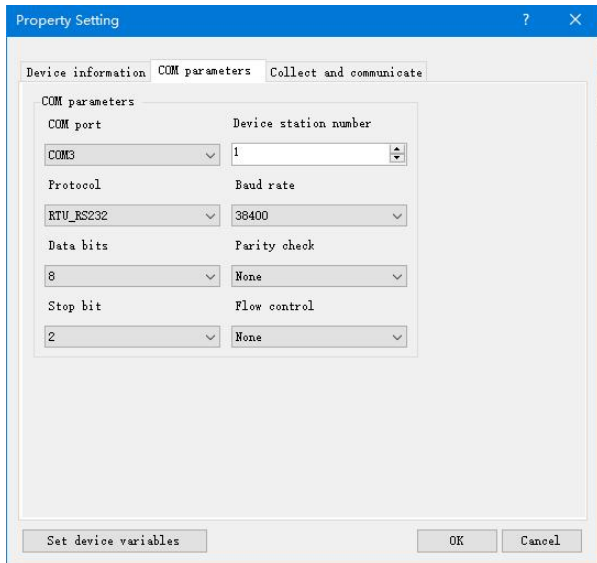 Property Setting ? ×
Device information COM parameters Collect and communicate
COM parameters
COM port Device station number
COM3 1
Protocol Baud rate
RTU_RS232 38400
Data bits Parity check
8 None
Stop bit Flow control
2 None
Set device variables OK Cancel